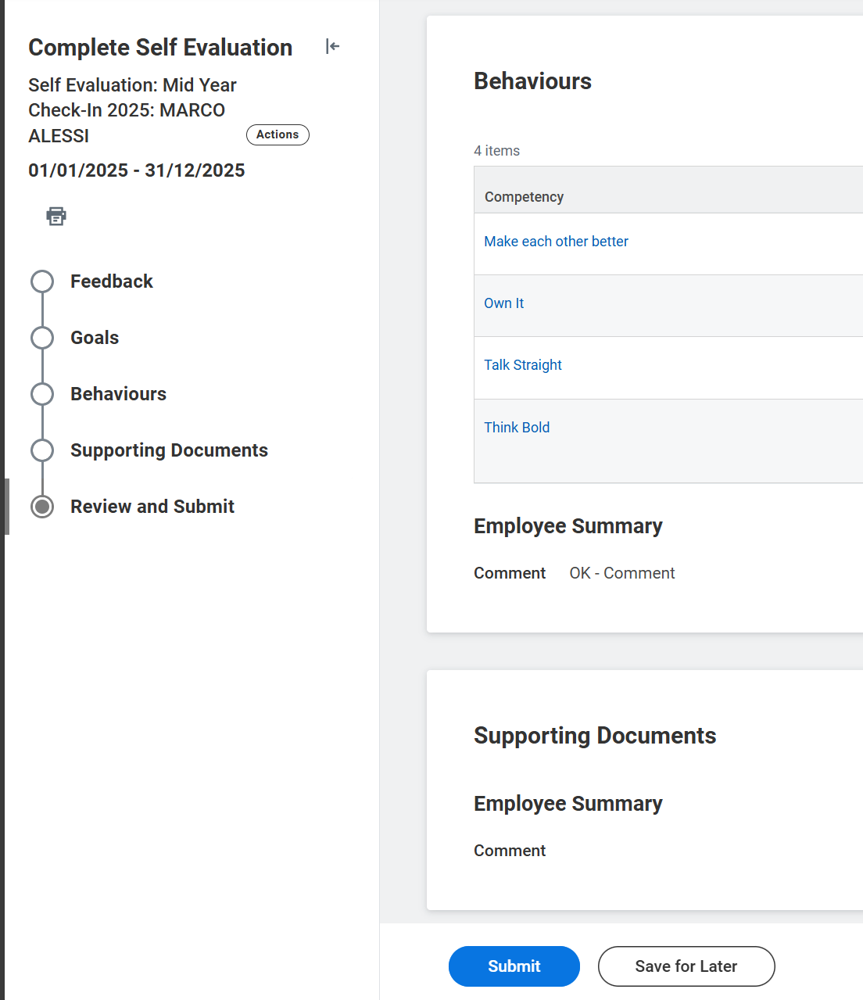 Complete Self Evaluation
Self Evaluation: Mid Year
Check-In 2025: MARCO
ALESSI
Actions
01/01/2025 - 31/12/2025
Feedback
Goals
Behaviours
Supporting Documents
Review and Submit
Behaviours
4 items
Competency
Make each other better
Own It
Talk Straight
Think Bold
Employee Summary
Comment OK - Comment
Supporting Documents
Employee Summary
Comment
Submit
Save for Later